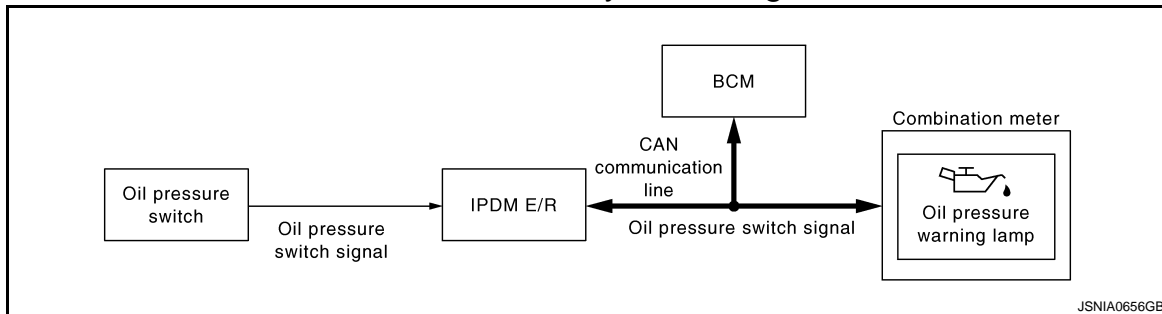 BCM
Combination meter
CAN
communication
line
Oil pressure
switch
IPDM E/R
Oil pressure
warning lamp
Oil pressure
switch signal
Oil pressure switch signal
JSNIA0656GB